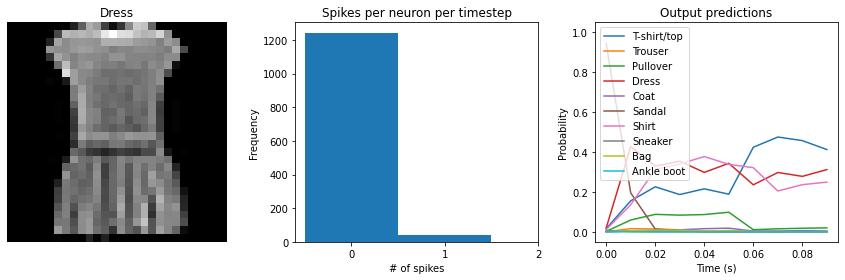 Dress
Spikes per neuron per timestep
Frequency
1200
1000
800
600
400
200
0
0
1
2
# of spikes
Output predictions
Probability
1.0
0.8
0.6
0.4
0.2
0.0
T-shirt/top
Trouser
Pullover
Dress
Coat
Sandal
Shirt
Sneaker
Bag
Ankle boot
0.00
0.02
0.04
0.06
0.08
Time (s)